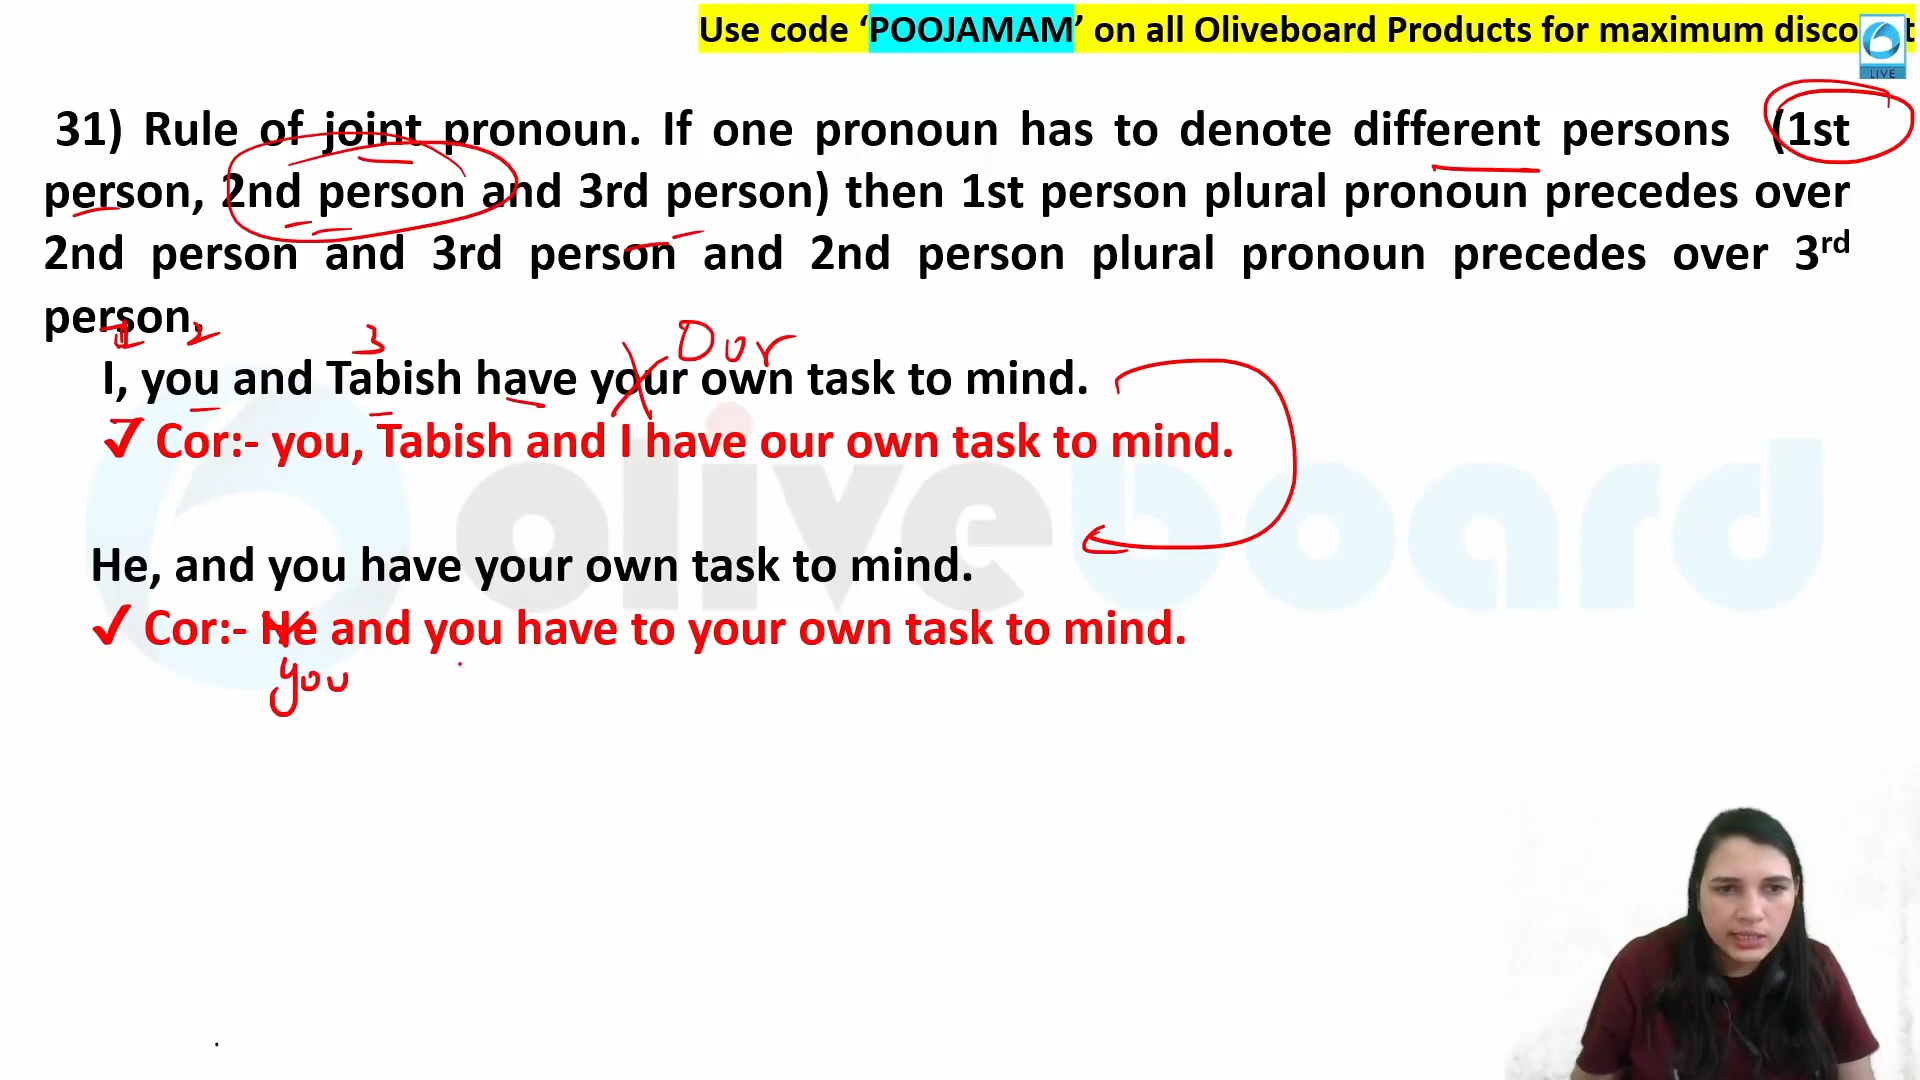 Use code ‘POOJAMAM’ on all Oliveboard Products for maximum disco t
LIVE
31) Rule of joint pronoun. If one pronoun has to denote different persons (1st
person, 2nd person and 3rd person) then 1st person plural pronoun precedes over
2nd person and 3rd person and 2nd person plural pronoun precedes over 3rd
person.
1 2 3 Our
I, you and Tabish have your own task to mind.
✓ Cor:- you, Tabish and I have our own task to mind.
oliveboard
He, and you have your own task to mind.
✓ Cor:- He and you have to your own task to mind.
you